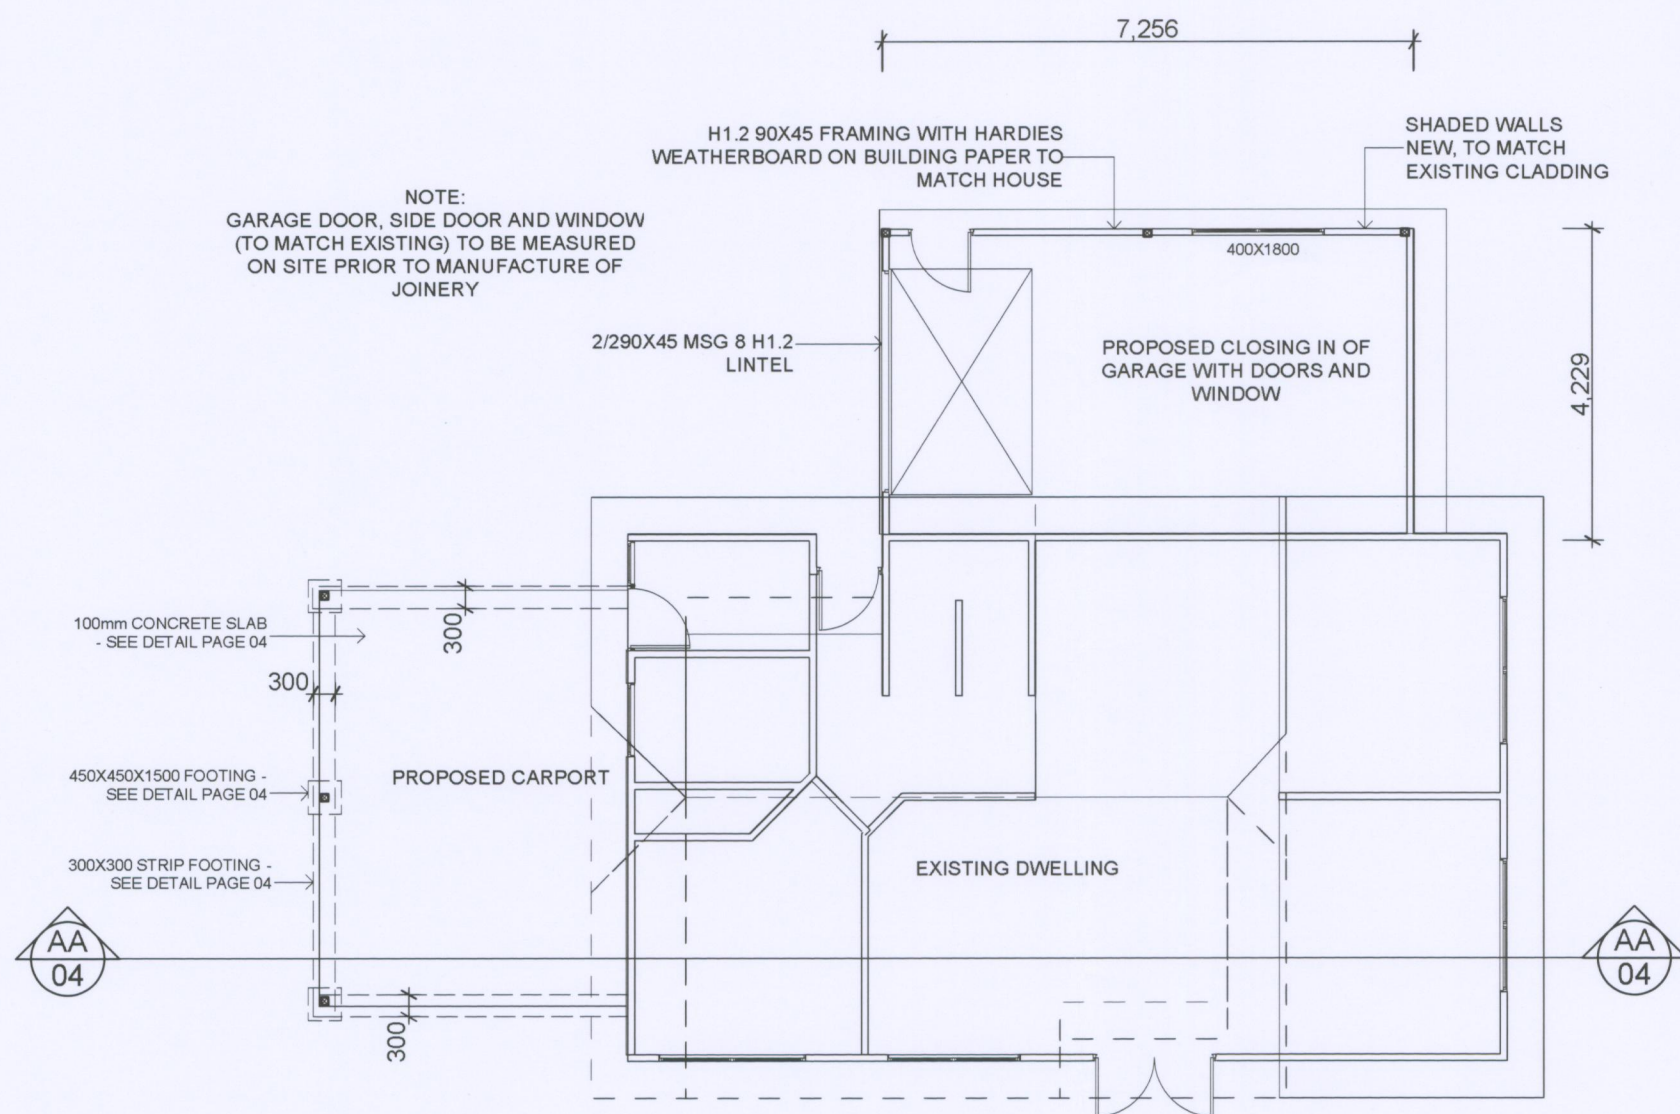 7,256
H1.2 90X45 FRAMING WITH HARDIES
WEATHERBOARD ON BUILDING PAPER TO
MATCH HOUSE
SHADED WALLS
NEW, TO MATCH
EXISTING CLADDING
NOTE:
GARAGE DOOR, SIDE DOOR AND WINDOW
(TO MATCH EXISTING) TO BE MEASURED
ON SITE PRIOR TO MANUFACTURE OF
JOINERY
400X1800
2/290X45 MSG 8 H1.2
LINTEL
PROPOSED CLOSING IN OF
GARAGE WITH DOORS AND
WINDOW
4,229
100mm CONCRETE SLAB
- SEE DETAIL PAGE 04
300
300
450X450X1500 FOOTING -
SEE DETAIL PAGE 04
PROPOSED CARPORT
300X300 STRIP FOOTING -
SEE DETAIL PAGE 04
EXISTING DWELLING
AA
04
AA
04
300